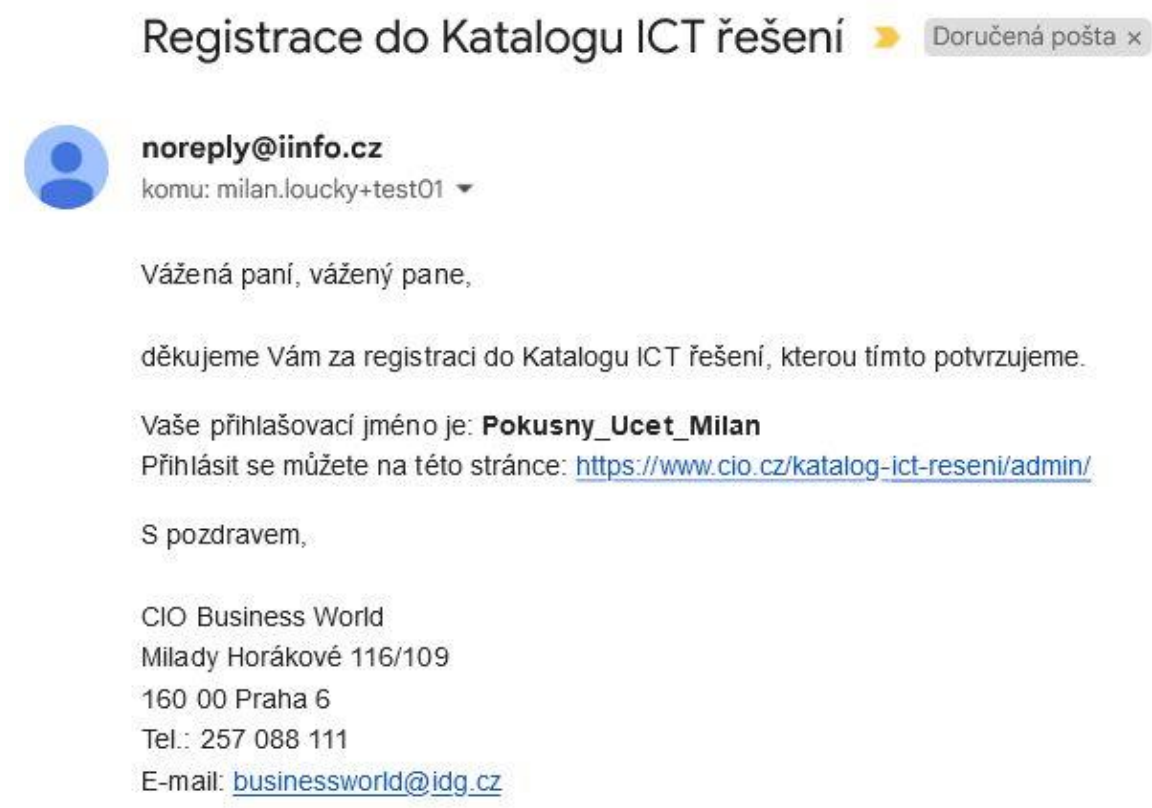 Registrace do Katalogu ICT řešení Doručená pošta ×
noreply@iinfo.cz
komu: milan.loucky+test01
Vážená paní, vážený pane,
děkujeme Vám za registraci do Katalogu ICT řešení, kterou tímto potvrzujeme.
Vaše přihlašovací jméno je: Pokusny_Ucet_Milan
Přihlásit se můžete na této stránce: https://www.cio.cz/katalog-ict-reseni/admin/
S pozdravem,
CIO Business World
Milady Horákové 116/109
160 00 Praha 6
Tel.: 257 088 111
E-mail: businessworld@idg.cz